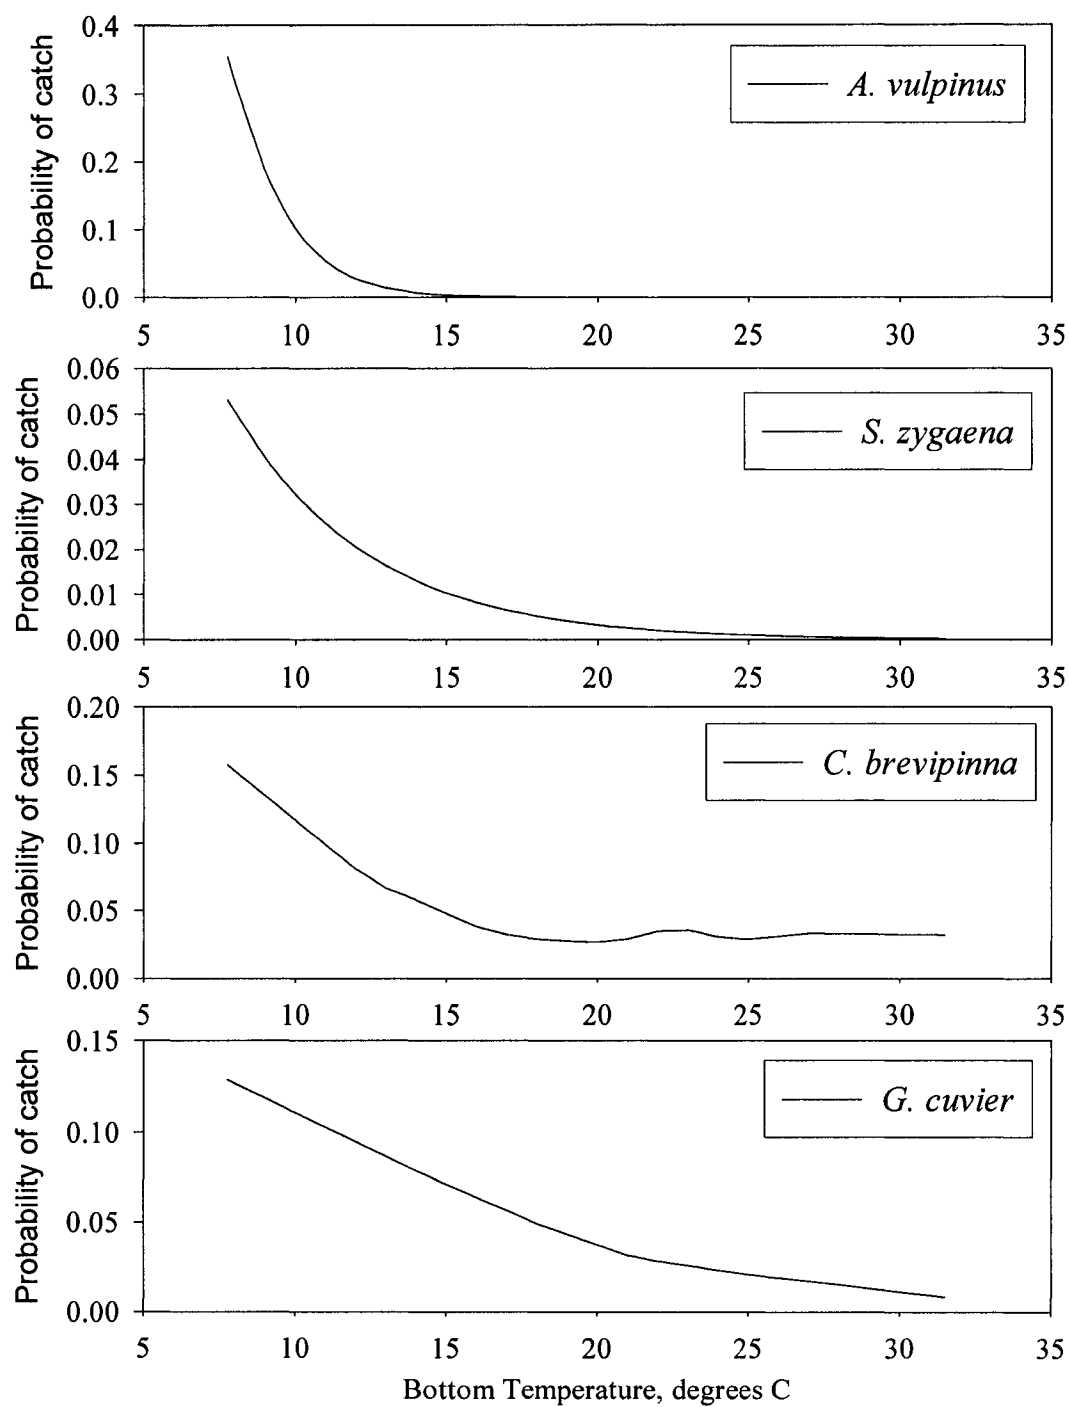 0.4
0.3
0.2
0.1
0.0
Probability of catch
A. vulpinus
5 10 15 20 25 30 35
0.06
0.05
0.04
0.03
0.02
0.01
0.00
Probability of catch
S. zygaena
5 10 15 20 25 30 35
0.20
0.15
0.10
0.05
0.00
Probability of catch
C. brevipinna
5 10 15 20 25 30 35
0.15
0.10
0.05
0.00
Probability of catch
G. cuvier
5 10 15 20 25 30 35
Bottom Temperature, degrees C